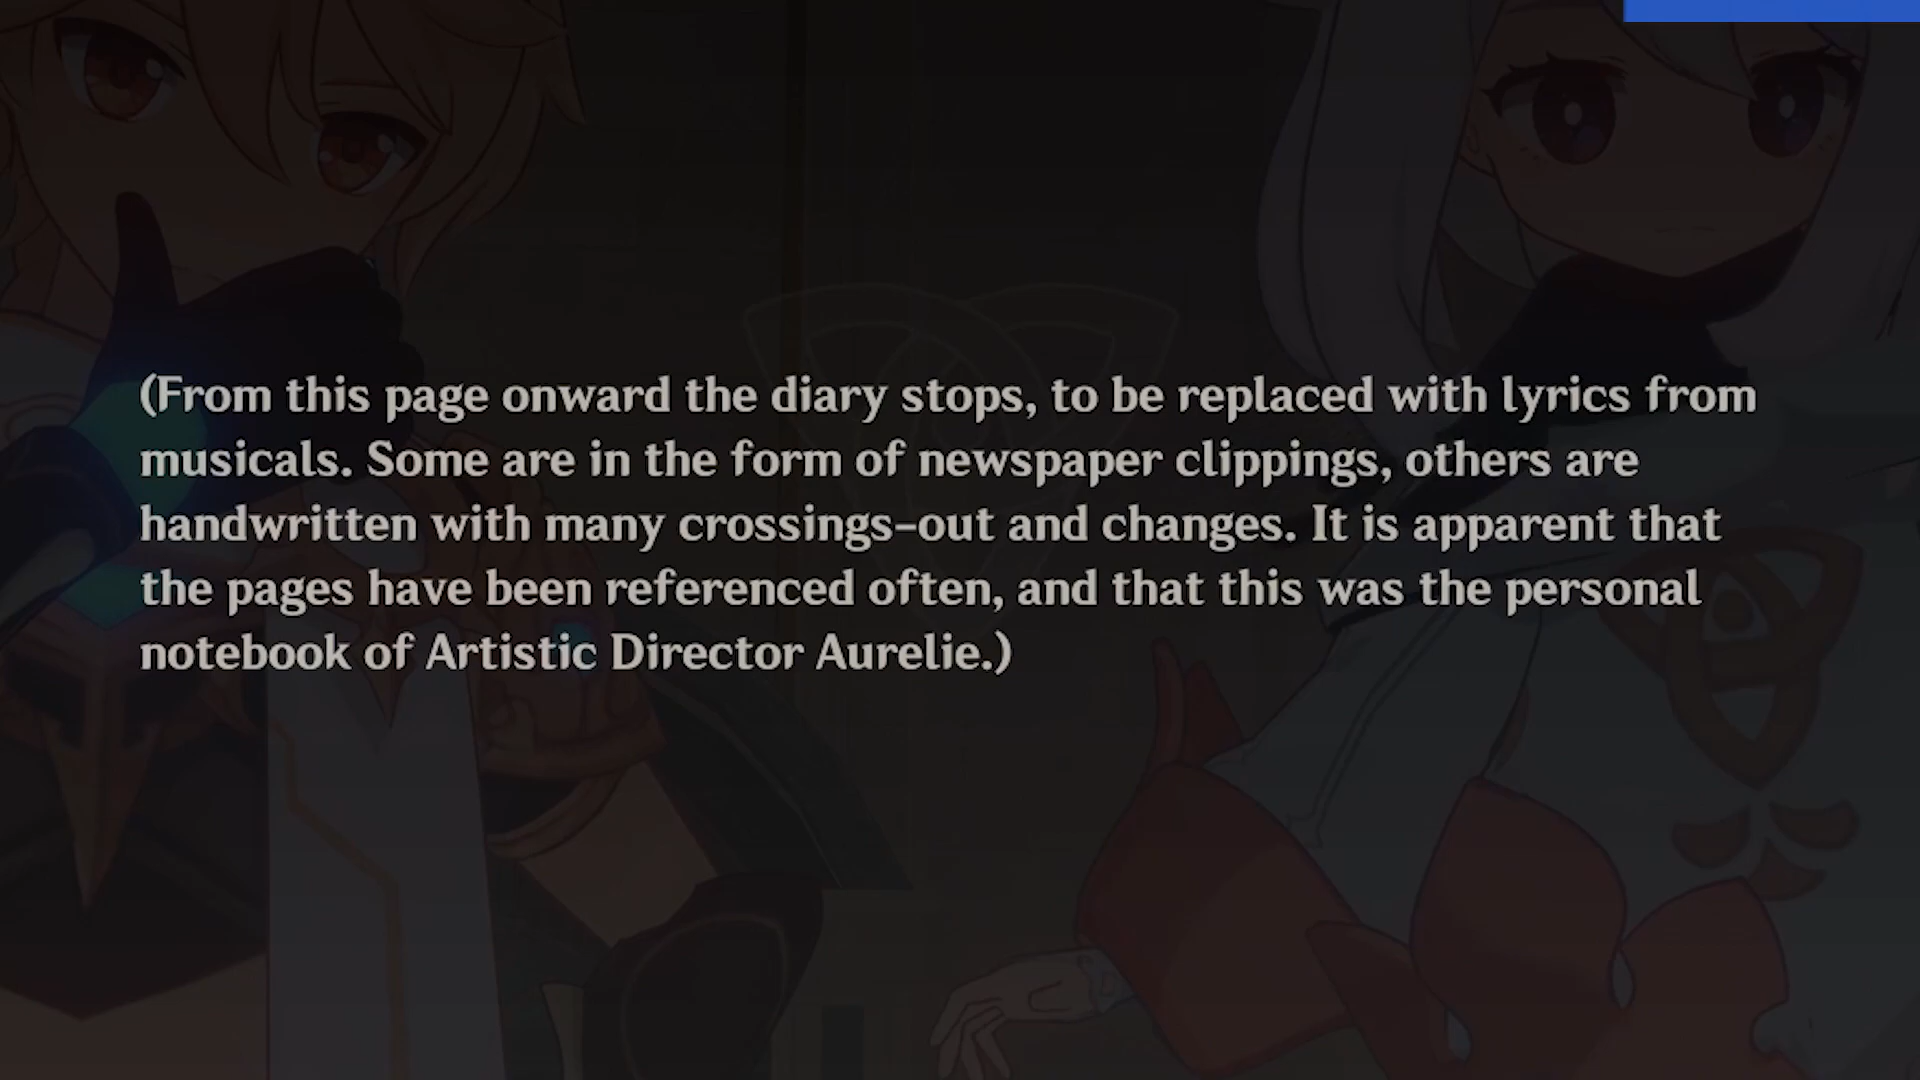 (From this page onward the diary stops, to be replaced with lyrics from
musicals. Some are in the form of newspaper clippings, others are
handwritten with many crossings-out and changes. It is apparent that
the pages have been referenced often, and that this was the personal
notebook of Artistic Director Aurelie.)